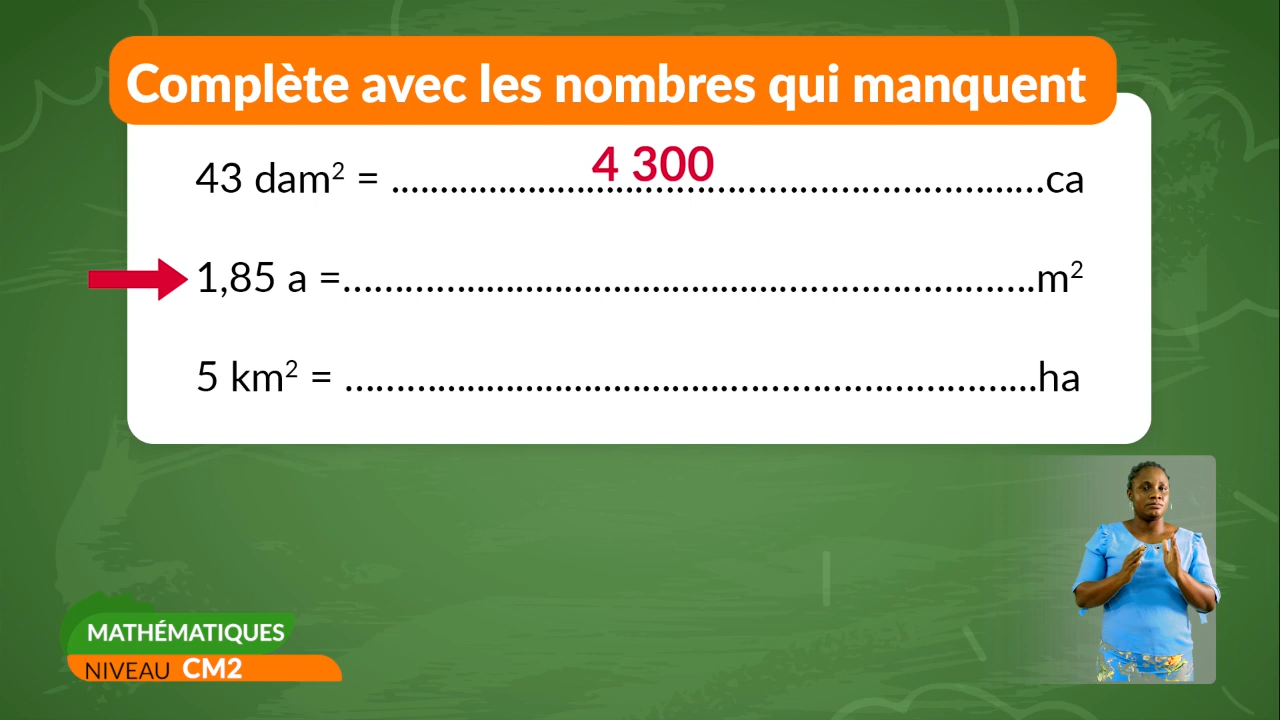 Complète avec les nombres qui manquent
43 dam² = ........................................................ca
4 300
1,85 a =............................................................m²
5 km² = ............................................................ha
MATHÉMATIQUES
NIVEAU CM2